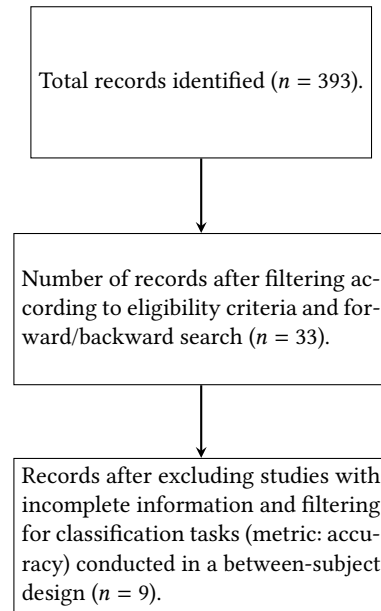 Total records identified (n = 393).
Number of records after filtering ac-
cording to eligibility criteria and for-
ward/backward search (n = 33).
Records after excluding studies with
incomplete information and filtering
for classification tasks (metric: accu-
racy) conducted in a between-subject
design (n = 9).